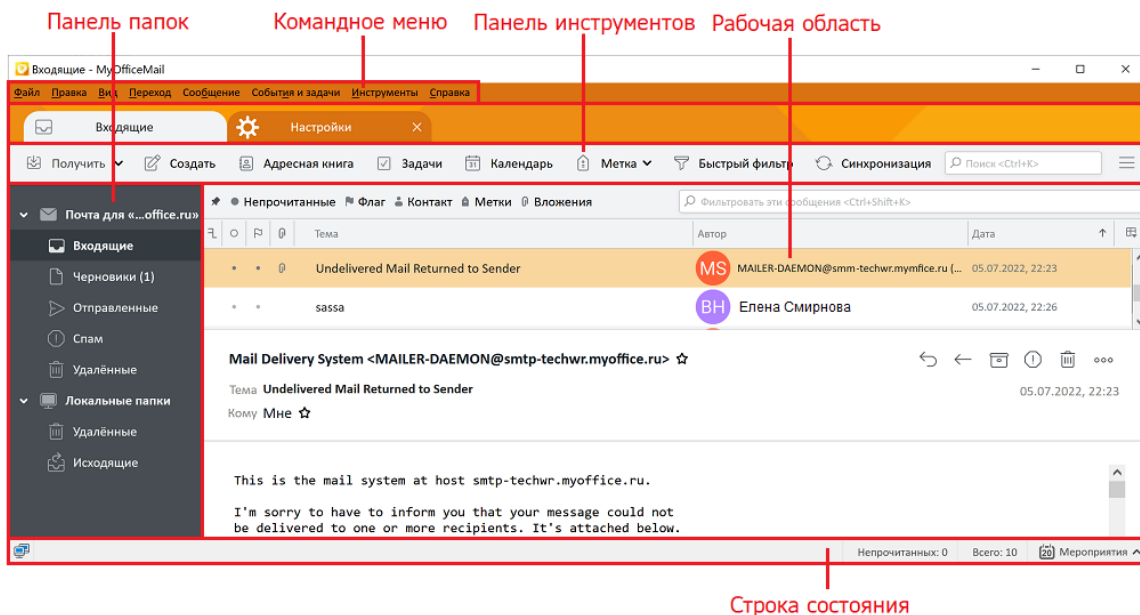 Панель папок Командное меню Панель инструментов Рабочая область
Входящие - MyOfficeMail
Файл Правка Вид Переход Сообщение События и задачи Инструменты Справка
Входящие Настройки
Получить Создать Адресная книга Задачи 31 Календарь Метка Быстрый фильтр Синхронизация Поиск <Ctrl+K>
Почта для «...office.ru»
Входящие
Черновики (1)
Отправленные
Спам
Удалённые
Локальные папки
Удалённые
Исходящие
Непрочитанные Флаг Контакт Метки Вложения Фильтровать эти сообщения <Ctrl+Shift+K>
Тема Автор Дата
Undelivered Mail Returned to Sender MS MAILER-DAEMON@smm-techwr.mymfice.ru (... 05.07.2022, 22:23
sassa ВН Елена Смирнова 05.07.2022, 22:26
Mail Delivery System <MAILER-DAEMON@smtp-techwr.myoffice.ru>
Тема Undelivered Mail Returned to Sender 05.07.2022, 22:23
Кому Мне
This is the mail system at host smtp-techwr.myoffice.ru.
I'm sorry to have to inform you that your message could not
be delivered to one or more recipients. It's attached below.
Непрочитанных: 0 Всего: 10 20 Мероприятия
Строка состояния